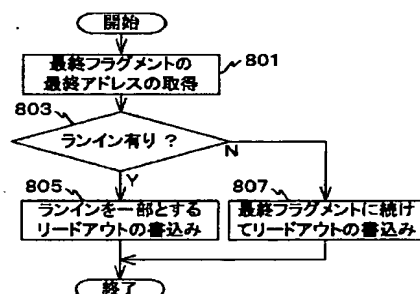 開始
最終フラグメントの
最終アドレスの取得
801
803
ランイン有り ?
N
Y
805
ランインを一部とする
リードアウトの書込み
807
最終フラグメントに続け
てリードアウトの書込み
終了